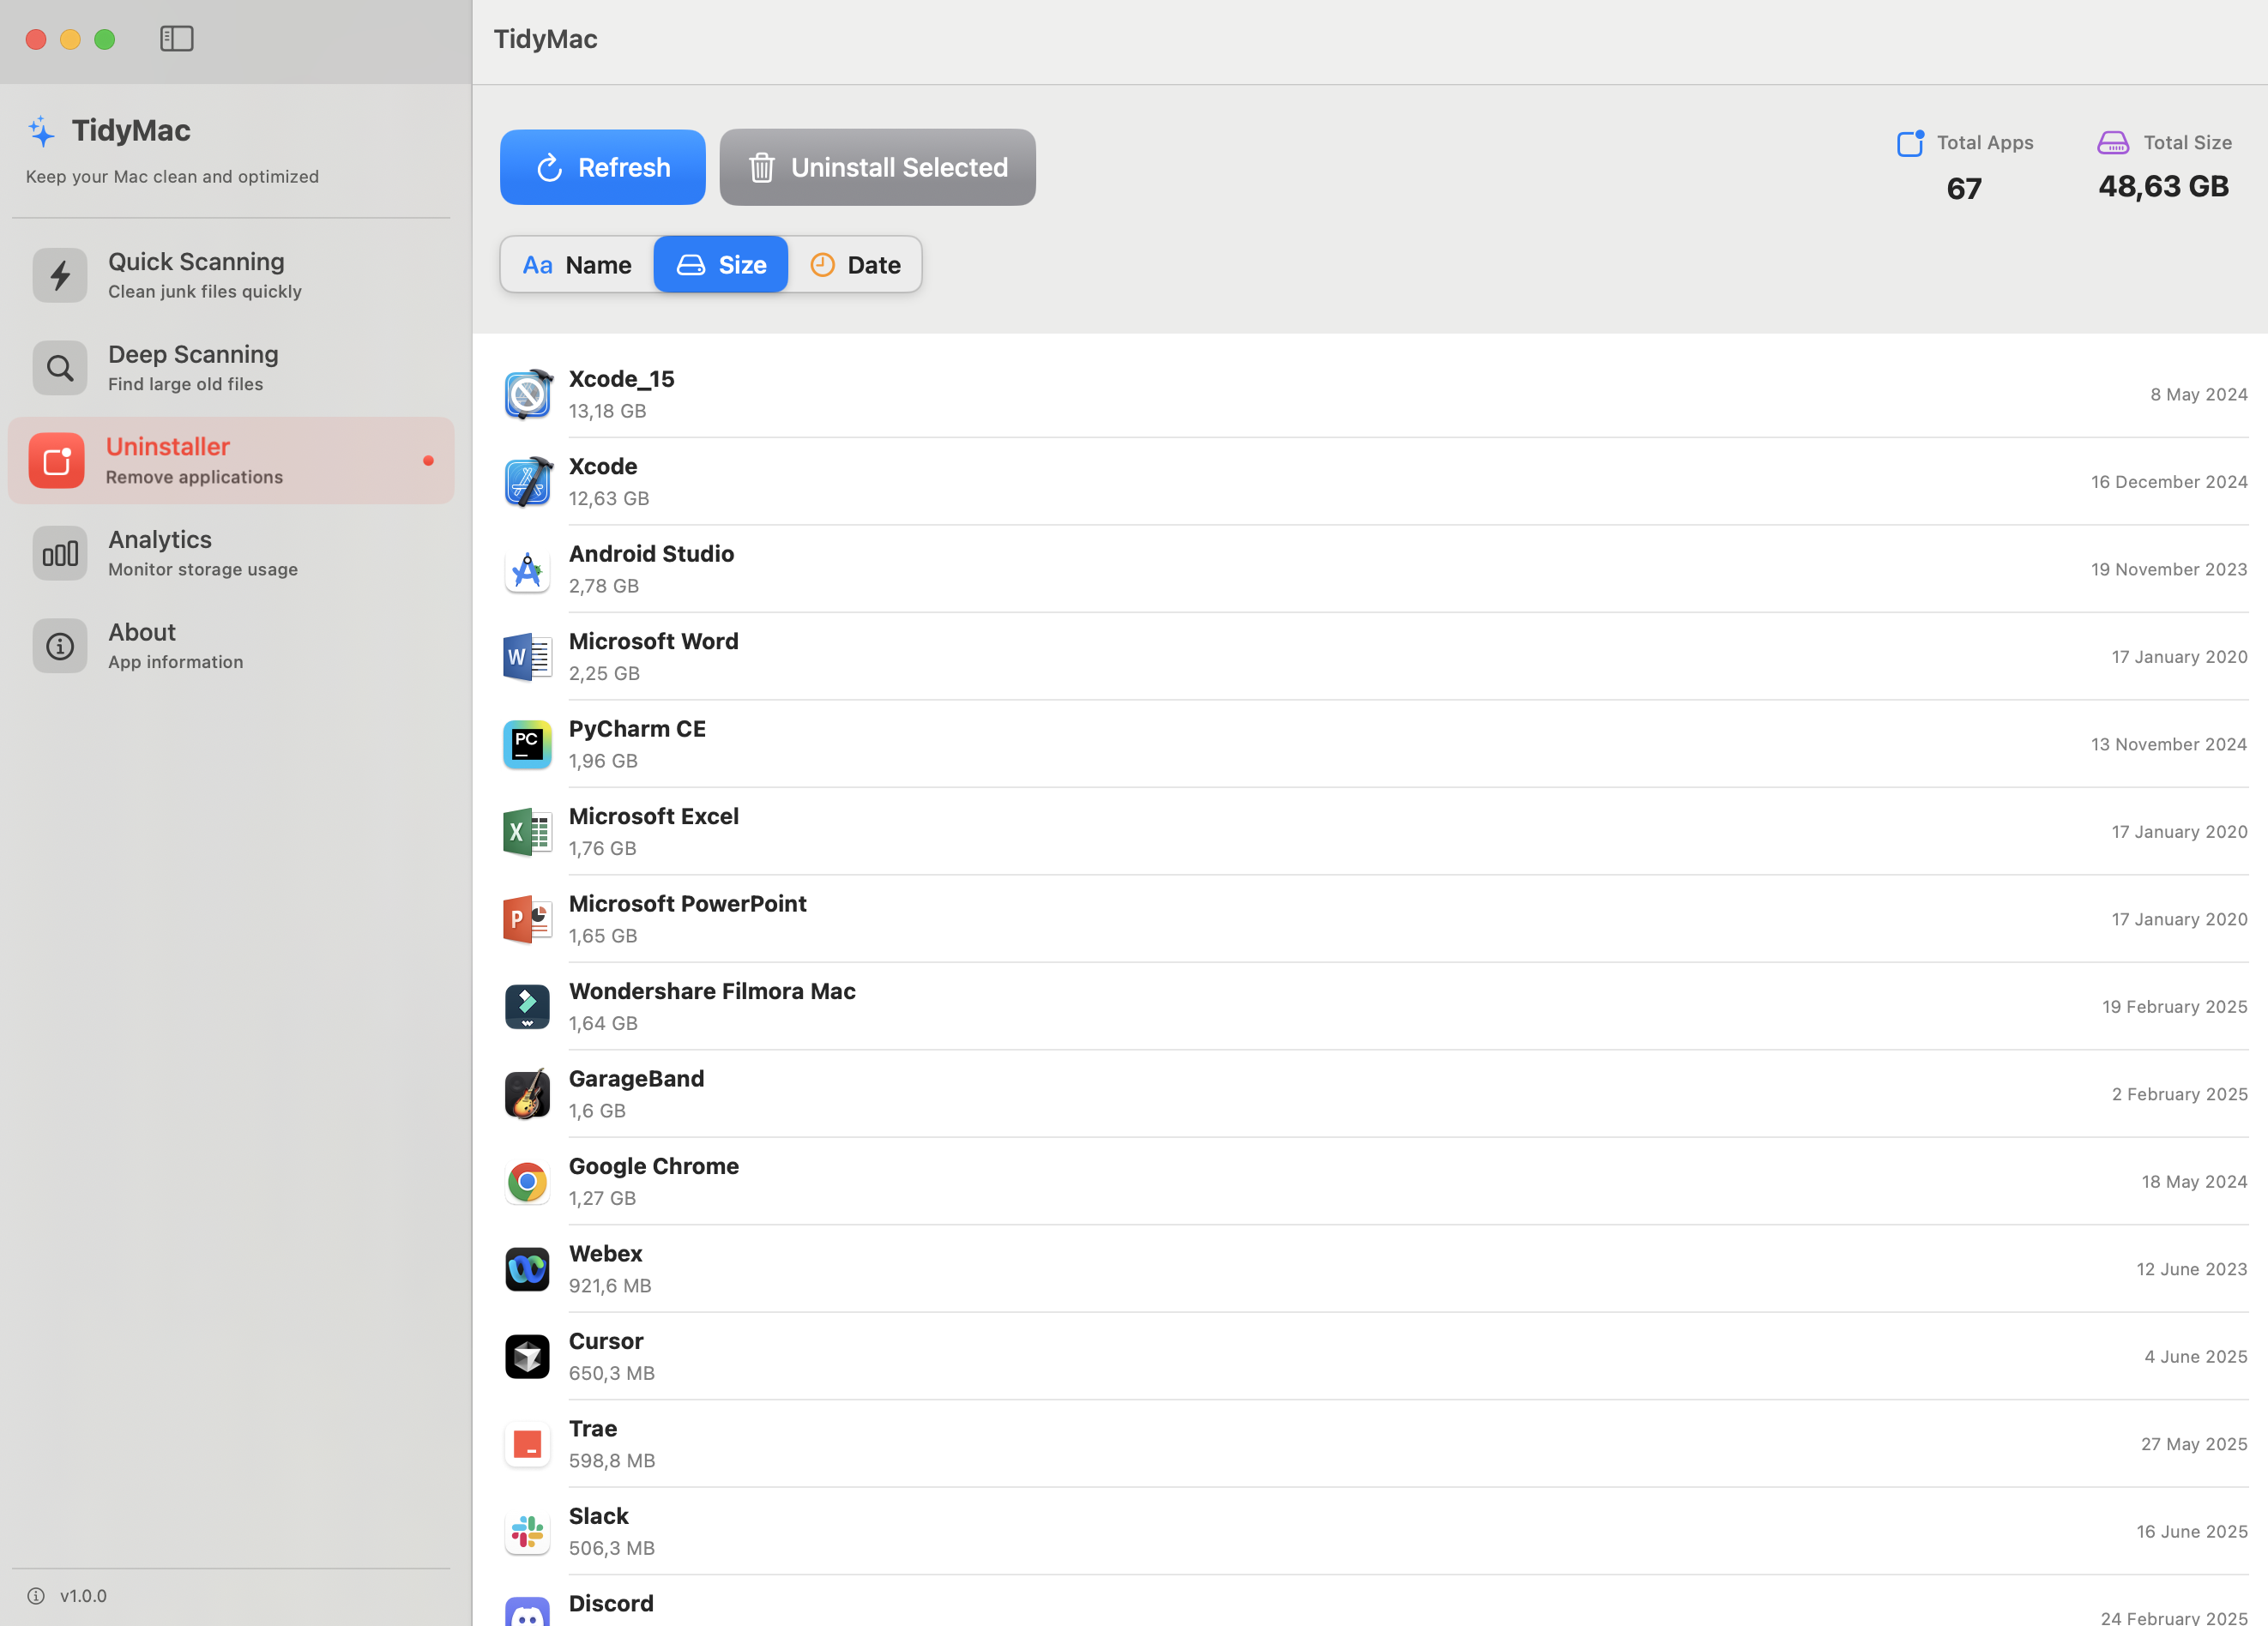 TidyMac
TidyMac
Keep your Mac clean and optimized
Quick Scanning
Clean junk files quickly
Deep Scanning
Find large old files
Uninstaller
Remove applications
Analytics
Monitor storage usage
About
App information
v1.0.0
Refresh
Uninstall Selected
Total Apps
67
Total Size
48,63 GB
Aa Name
Size
Date
Xcode_15
13,18 GB
8 May 2024
Xcode
12,63 GB
16 December 2024
Android Studio
2,78 GB
19 November 2023
W
Microsoft Word
2,25 GB
17 January 2020
PC
PyCharm CE
1,96 GB
13 November 2024
X
Microsoft Excel
1,76 GB
17 January 2020
P
Microsoft PowerPoint
1,65 GB
17 January 2020
Wondershare Filmora Mac
1,64 GB
19 February 2025
GarageBand
1,6 GB
2 February 2025
Google Chrome
1,27 GB
18 May 2024
Webex
921,6 MB
12 June 2023
Cursor
650,3 MB
4 June 2025
Trae
598,8 MB
27 May 2025
Slack
506,3 MB
16 June 2025
Discord
24 February 2025